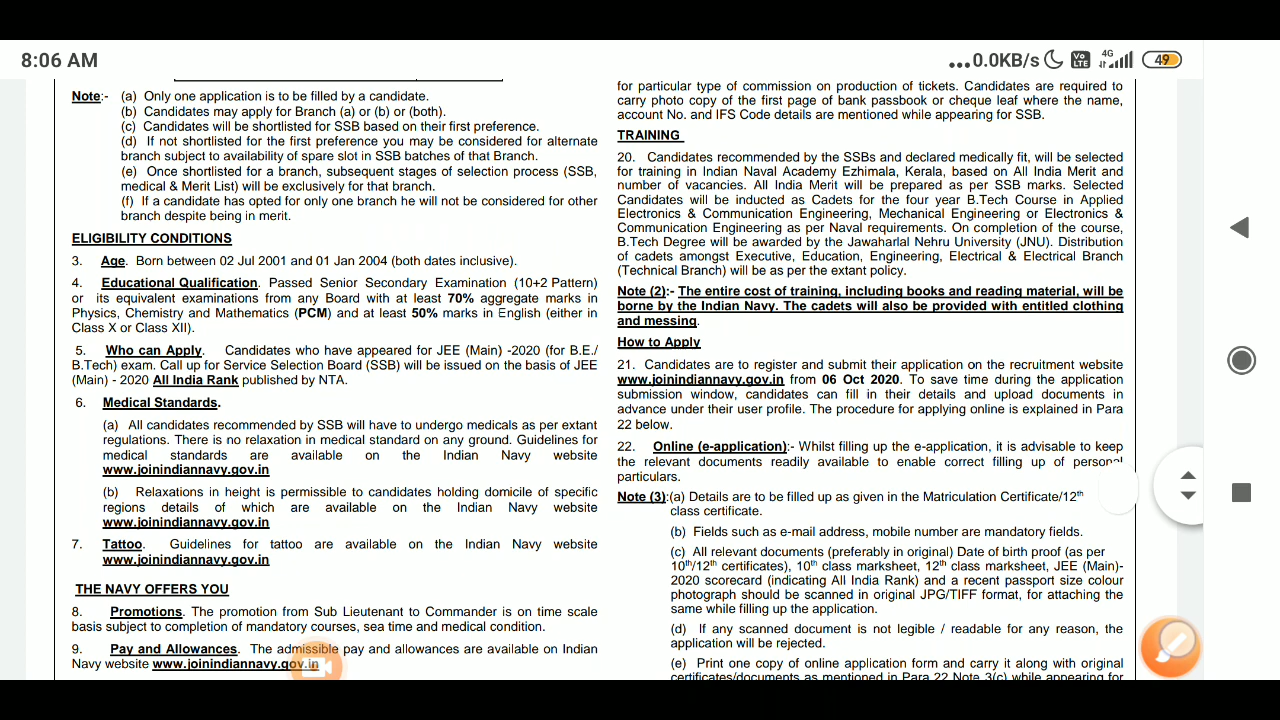 8:06 AM
...0.0KB/s
Vo LTE
4G
49
Note:- (a) Only one application is to be filled by a candidate.
(b) Candidates may apply for Branch (a) or (b) or (both).
(c) Candidates will be shortlisted for SSB based on their first preference.
(d) If not shortlisted for the first preference you may be considered for alternate
branch subject to availability of spare slot in SSB batches of that Branch.
(e) Once shortlisted for a branch, subsequent stages of selection process (SSB,
medical & Merit List) will be exclusively for that branch.
(f) If a candidate has opted for only one branch he will not be considered for other
branch despite being in merit.
ELIGIBILITY CONDITIONS
3. Age. Born between 02 Jul 2001 and 01 Jan 2004 (both dates inclusive).
4. Educational Qualification. Passed Senior Secondary Examination (10+2 Pattern)
or its equivalent examinations from any Board with at least 70% aggregate marks in
Physics, Chemistry and Mathematics (PCM) and at least 50% marks in English (either in
Class X or Class XII).
5. Who can Apply. Candidates who have appeared for JEE (Main) -2020 (for B.E./
B.Tech) exam. Call up for Service Selection Board (SSB) will be issued on the basis of JEE
(Main) - 2020 All India Rank published by NTA.
6. Medical Standards.
(a) All candidates recommended by SSB will have to undergo medicals as per extant
regulations. There is no relaxation in medical standard on any ground. Guidelines for
medical standards are available on the Indian Navy website
www.joinindiannavy.gov.in
(b) Relaxations in height is permissible to candidates holding domicile of specific
regions details of which are available on the Indian Navy website
www.joinindiannavy.gov.in
7. Tattoo. Guidelines for tattoo are available on the Indian Navy website
www.joinindiannavy.gov.in
THE NAVY OFFERS YOU
8. Promotions. The promotion from Sub Lieutenant to Commander is on time scale
basis subject to completion of mandatory courses, sea time and medical condition.
9. Pay and Allowances. The admissible pay and allowances are available on Indian
Navy website www.joinindiannavy.gov.in
for particular type of commission on production of tickets. Candidates are required to
carry photo copy of the first page of bank passbook or cheque leaf where the name,
account No. and IFS Code details are mentioned while appearing for SSB.
TRAINING
20. Candidates recommended by the SSBs and declared medically fit, will be selected
for training in Indian Naval Academy Ezhimala, Kerala, based on All India Merit and
number of vacancies. All India Merit will be prepared as per SSB marks. Selected
Candidates will be inducted as Cadets for the four year B.Tech Course in Applied
Electronics & Communication Engineering, Mechanical Engineering or Electronics &
Communication Engineering as per Naval requirements. On completion of the course,
B.Tech Degree will be awarded by the Jawaharlal Nehru University (JNU). Distribution
of cadets amongst Executive, Education, Engineering, Electrical & Electrical Branch
(Technical Branch) will be as per the extant policy.
Note (2):- The entire cost of training, including books and reading material, will be
borne by the Indian Navy. The cadets will also be provided with entitled clothing
and messing.
How to Apply
21. Candidates are to register and submit their application on the recruitment website
www.joinindiannavy.gov.in from 06 Oct 2020. To save time during the application
submission window, candidates can fill in their details and upload documents in
advance under their user profile. The procedure for applying online is explained in Para
22 below.
22. Online (e-application):- Whilst filling up the e-application, it is advisable to keep
the relevant documents readily available to enable correct filling up of personal
particulars.
Note (3):(a) Details are to be filled up as given in the Matriculation Certificate/12th
class certificate.
(b) Fields such as e-mail address, mobile number are mandatory fields.
(c) All relevant documents (preferably in original) Date of birth proof (as per
10th/12th certificates), 10th class marksheet, 12th class marksheet, JEE (Main)-
2020 scorecard (indicating All India Rank) and a recent passport size colour
photograph should be scanned in original JPG/TIFF format, for attaching the
same while filling up the application.
(d) If any scanned document is not legible / readable for any reason, the
application will be rejected.
(e) Print one copy of online application form and carry it along with original
certificates/documents as mentioned in Para 22 Note 3(c) while appearing for